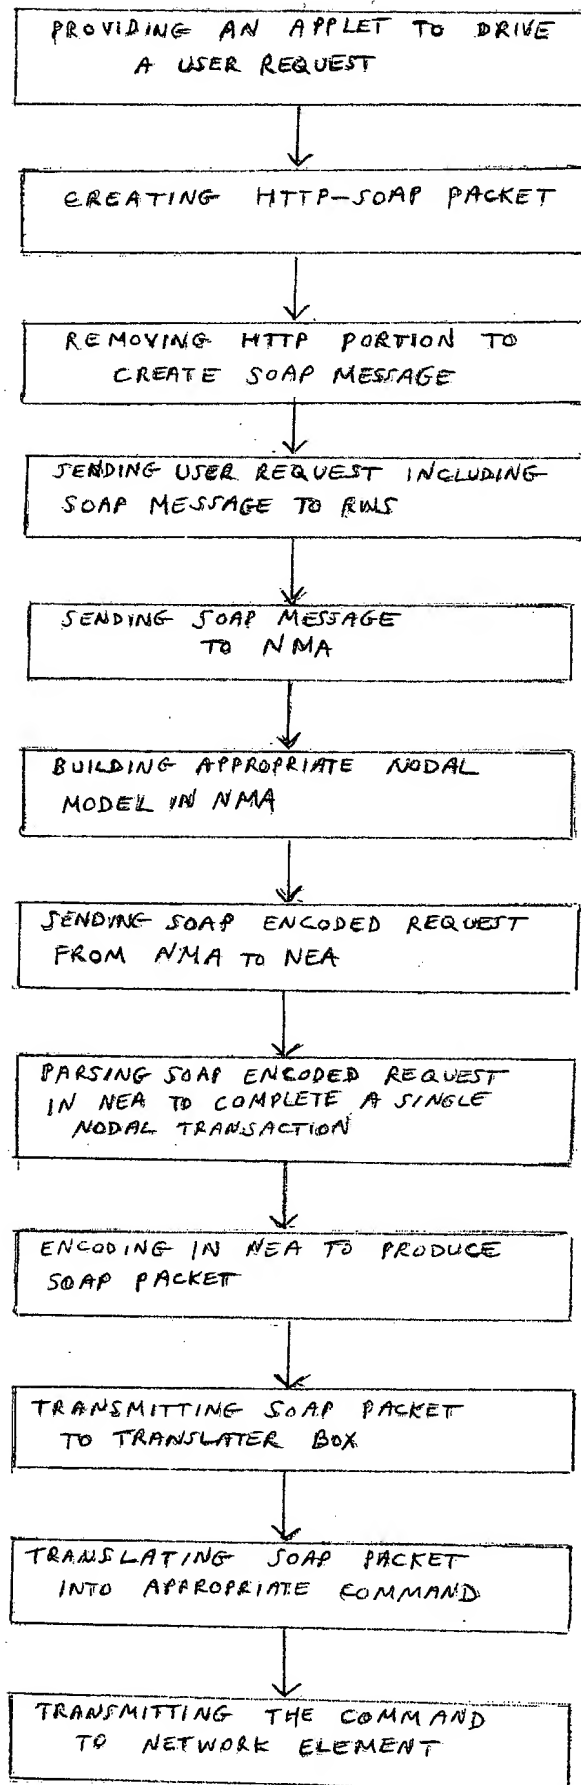 PROVIDING AN APPLET TO DRIVE
A USER REQUEST
CREATING HTTP-SOAP PACKET
REMOVING HTTP PORTION TO
CREATE SOAP MESSAGE
SENDING USER REQUEST INCLUDING
SOAP MESSAGE TO RWS
SENDING SOAP MESSAGE
TO NMA
BUILDING APPROPRIATE NODAL
MODEL IN NMA
SENDING SOAP ENCODED REQUEST
FROM NMA TO NEA
PARSING SOAP ENCODED REQUEST
IN NEA TO COMPLETE A SINGLE
NODAL TRANSACTION
ENCODING IN NEA TO PRODUCE
SOAP PACKET
TRANSMITTING SOAP PACKET
TO TRANSLATER BOX
TRANSLATING SOAP PACKET
INTO APPROPRIATE COMMAND
TRANSMITTING THE COMMAND
TO NETWORK ELEMENT